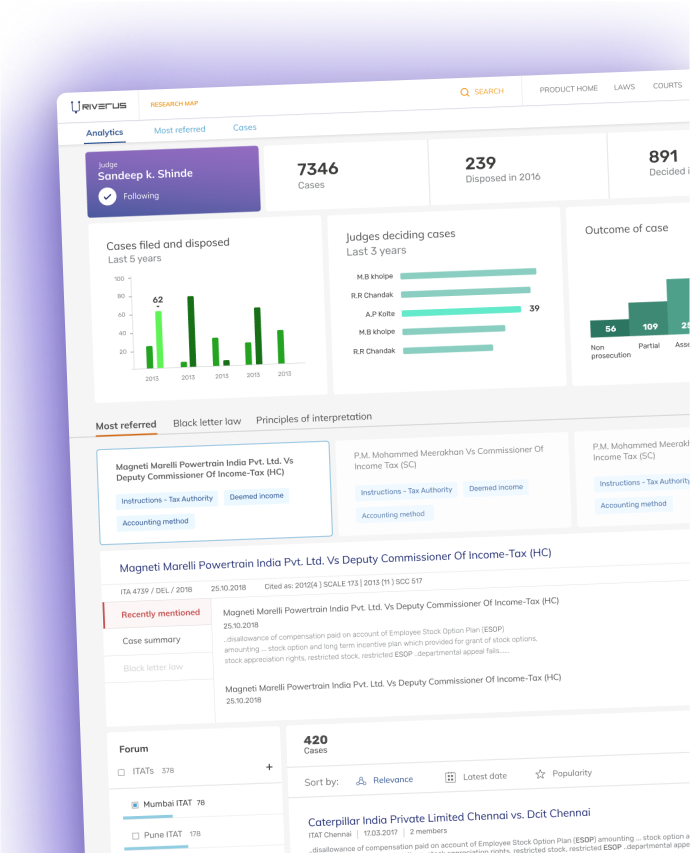 RIVERUS
RESEARCH MAP
SEARCH
PRODUCT HOME
LAWS
COURTS
Analytics
Most referred
Cases
Judge
Sandeep k. Shinde
Following
7346
Cases
239
Disposed in 2016
891
Decided i
Cases filed and disposed
Last 5 years
100
80
60
40
20
62
2013
2013
2013
2013
2013
Judges deciding cases
Last 3 years
M.B kholpe
R.R Chandak
A.P Kolte
39
M.B kholpe
R.R Chandak
Outcome of case
56
109
Non
prosecution
Partial
Most referred
Black letter law
Principles of interpretation
Magneti Marelli Powertrain India Pvt. Ltd. Vs
Deputy Commissioner Of Income-Tax (HC)
Instructions - Tax Authority
Deemed income
Accounting method
P.M. Mohammed Meerakhan Vs Commissioner Of
Income Tax (SC)
Instructions - Tax Authority
Deemed income
Accounting method
P.M. Mohammed
Income Tax (SC)
Instructions - Tax Authority
Accounting method
Magneti Marelli Powertrain India Pvt. Ltd. Vs Deputy Commissioner Of Income-Tax (HC)
ITA 4739 / DEL / 2018
25.10.2018
Cited as: 2012(4) SCALE 173 | 2013 (11) SCC 517
Recently mentioned
Case summary
Black letter law
Magneti Marelli Powertrain India Pvt. Ltd. Vs Deputy Commissioner Of Income-Tax (HC)
25.10.2018
..disallowance of compensation paid on account of Employee Stock Option Plan (ESOP)
amounting ... stock option and long term incentive plan which provided for grant of stock options,
stock appreciation rights, restricted stock, restricted ESOP ..departmental appeal fails......
Magneti Marelli Powertrain India Pvt. Ltd. Vs Deputy Commissioner Of Income-Tax (HC)
25.10.2018
Forum
ITATs 378
+
Mumbai ITAT 78
Pune ITAT 178
420
Cases
Sort by:
Relevance
Latest date
Popularity
Caterpillar India Private Limited Chennai vs. Dcit Chennai
ITAT Chennai | 17.03.2017 | 2 members
..disallowance of compensation paid on account of Employee Stock Option Plan (ESOP) amounting ... stock option a
appreciation rights, restricted stock, restricted ESOP ..departmental appe